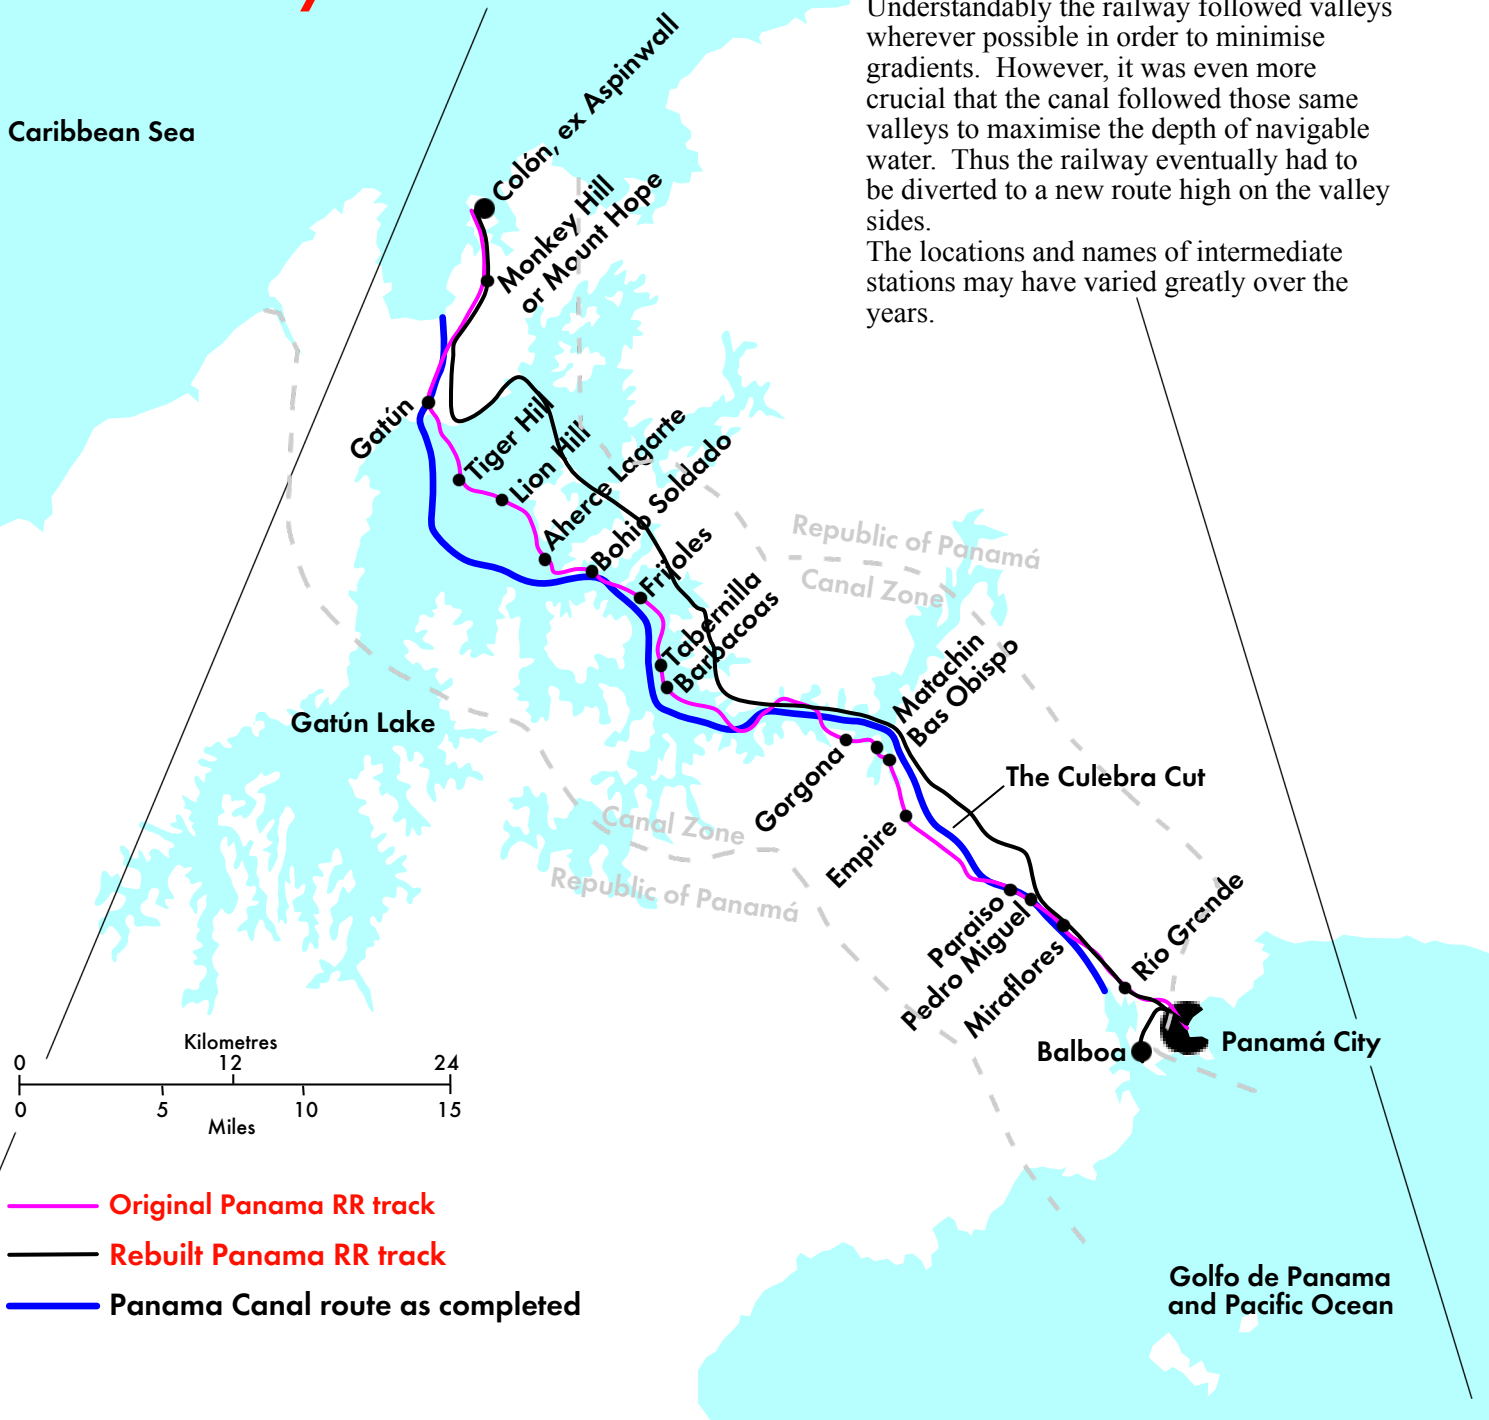 Understandably the railway followed valleys
wherever possible in order to minimise
gradients. However, it was even more
crucial that the canal followed those same
valleys to maximise the depth of navigable
water. Thus the railway eventually had to
be diverted to a new route high on the valley
sides.
The locations and names of intermediate
stations may have varied greatly over the
years.
Caribbean Sea
Colón, ex Aspinwall
Monkey Hill
or Mount Hope
Gatún
Tiger Hill
Lion Hill
Aherce Lagarte
Bohio Soldado
Frijoles
Tabernilla
Barbacoas
Republic of Panamá
Canal Zone
Matachin
Bas Obispo
Gatún Lake
Gorgona
The Culebra Cut
Canal Zone
Republic of Panamá
Empire
Paraiso
Pedro Miguel
Miraflores
Río Grande
Balboa
Panamá City
Kilometres
0 12 24
0 5 10 15
Miles
Original Panama RR track
Rebuilt Panama RR track
Panama Canal route as completed
Golfo de Panama
and Pacific Ocean